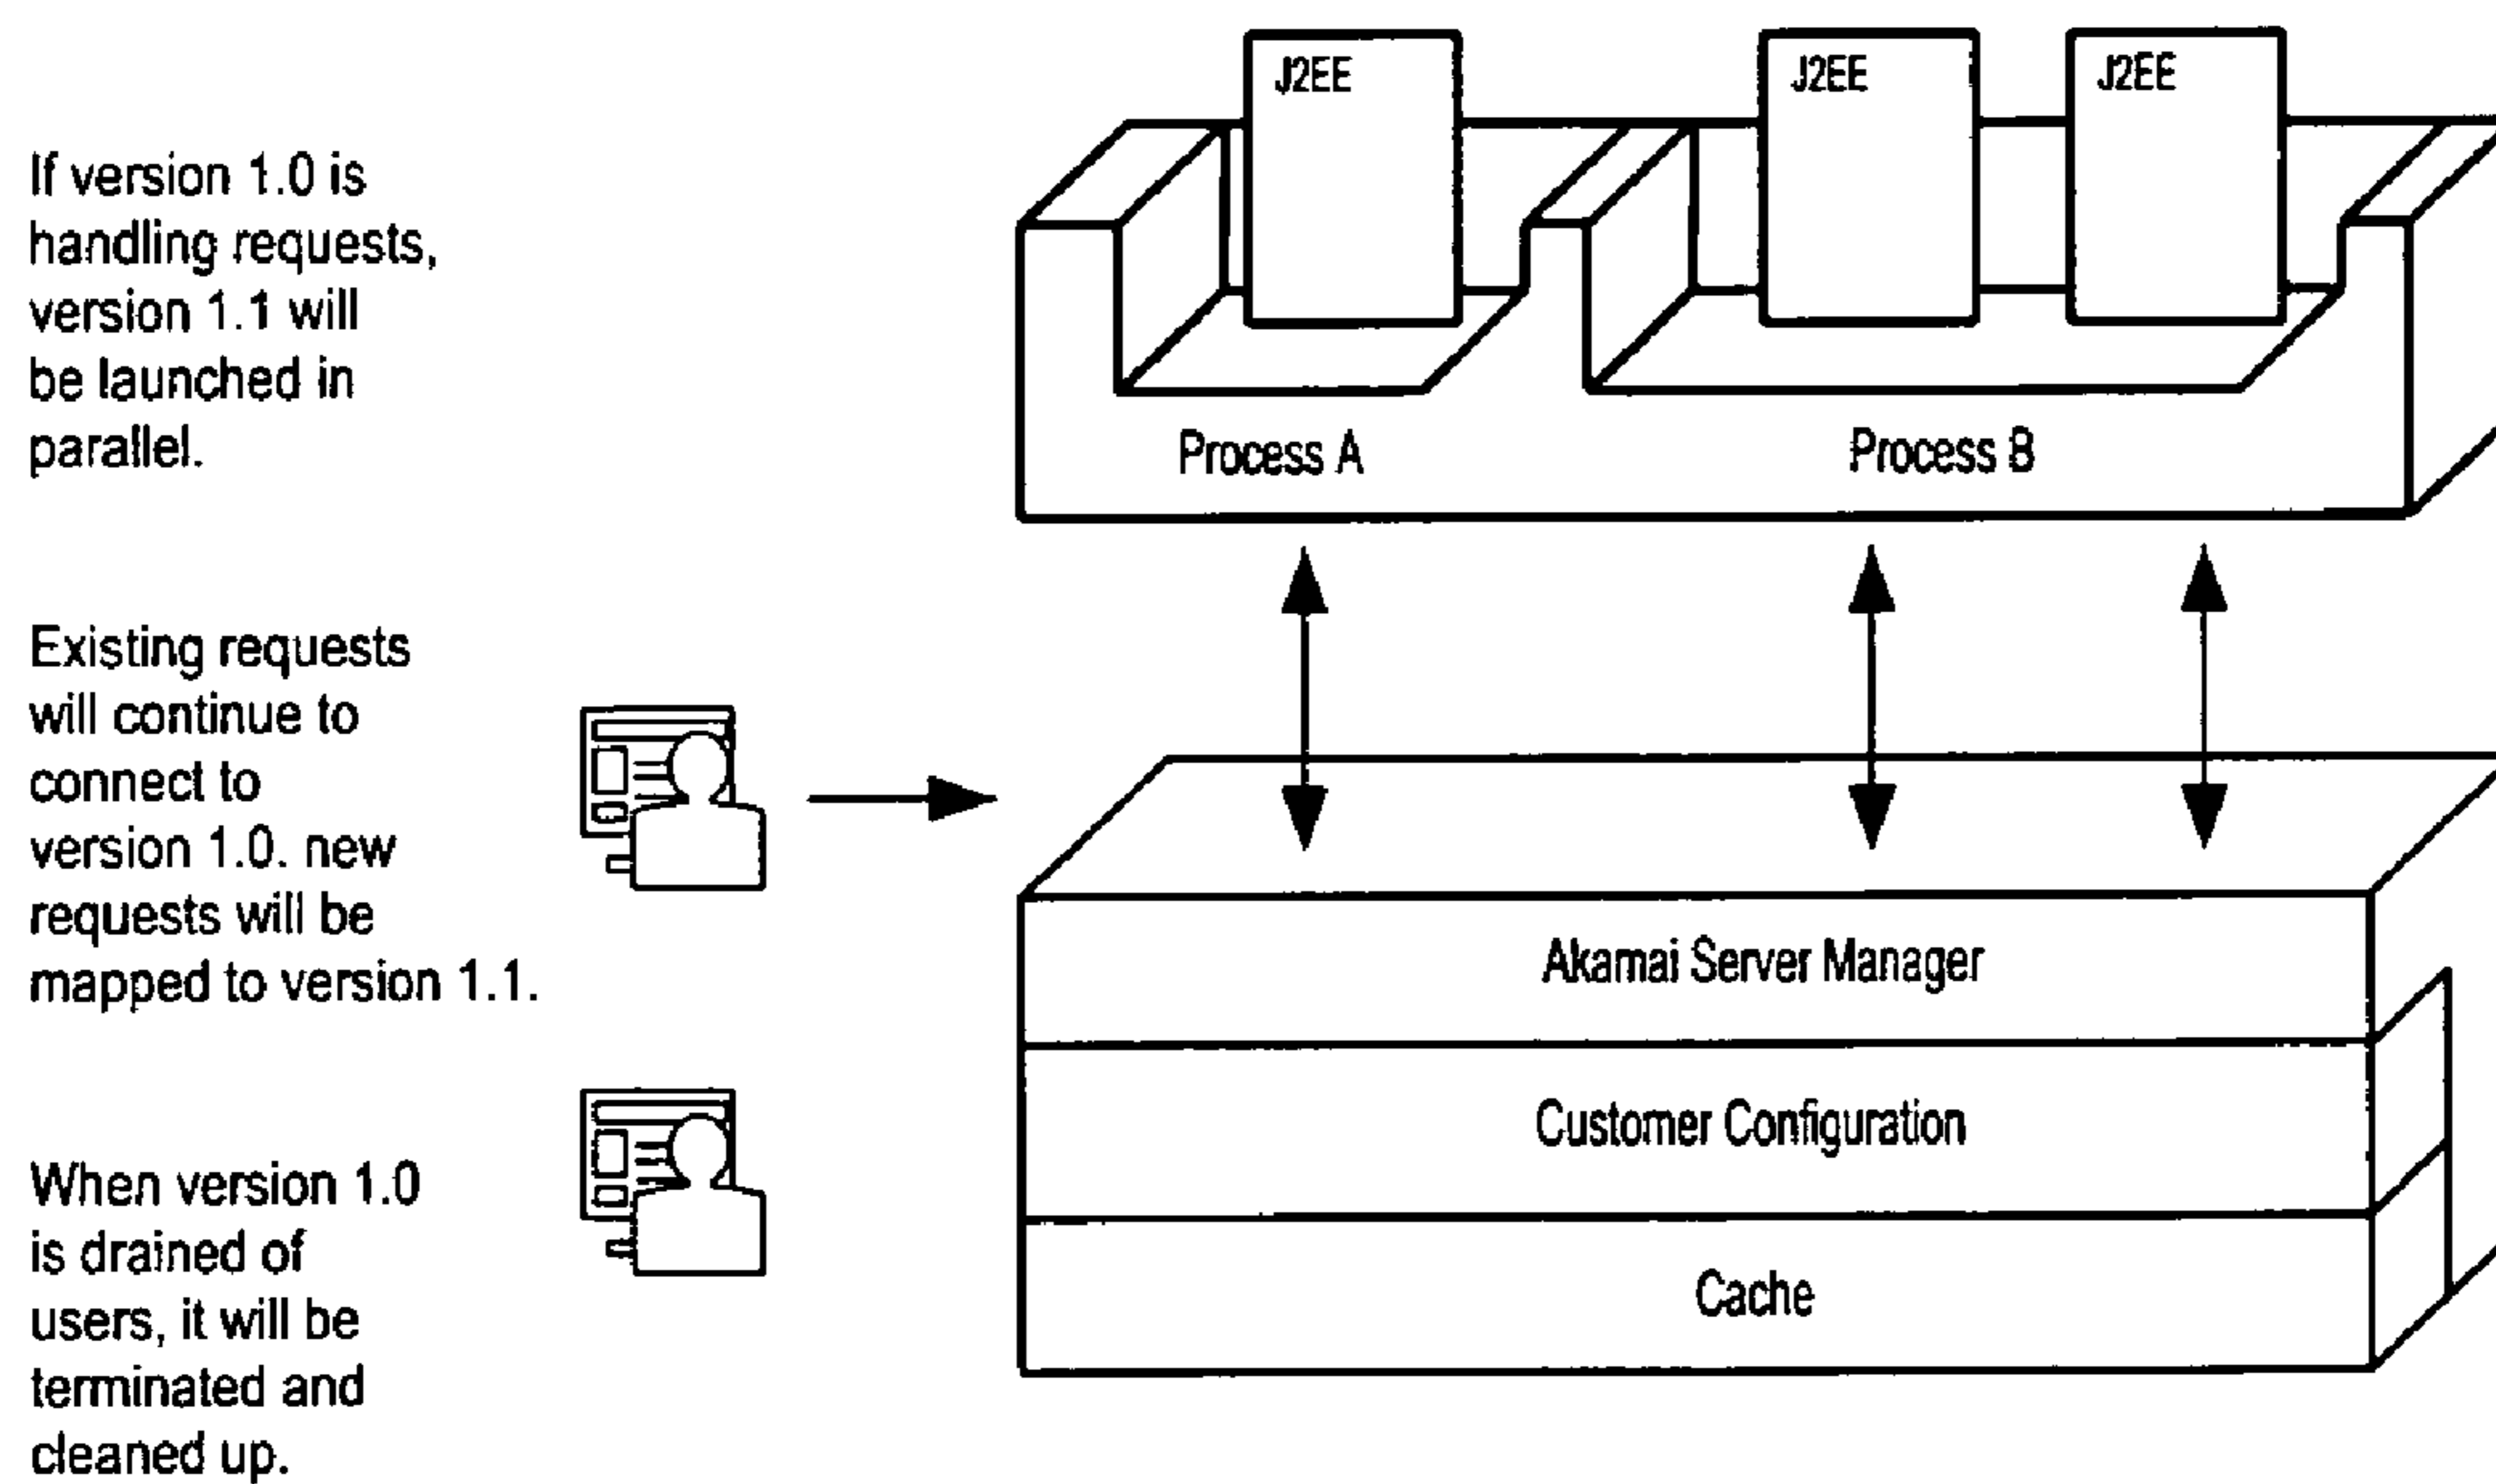 If version 1.0 is
handling requests,
version 1.1 will
be launched in
parallel.
Existing requests
will continue to
connect to
version 1.0. new
requests will be
mapped to version 1.1.
When version 1.0
is drained of
users, it will be
terminated and
cleaned up.
J2EE
J2EE
J2EE
Process A
Process B
Akamai Server Manager
Customer Configuration
Cache